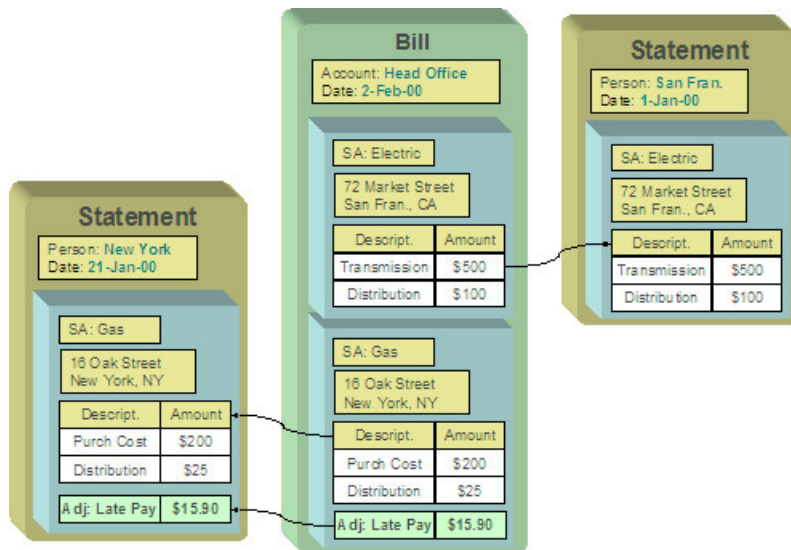 Statement
Person: New York
Date: 21-Jan-00
SA: Gas
16 Oak Street
New York, NY
Descript. Amount
Purch Cost $200
Distribution $25
Adj: Late Pay $15.90
Bill
Account: Head Office
Date: 2-Feb-00
SA: Electric
72 Market Street
San Fran., CA
Descript. Amount
Transmission $500
Distribution $100
SA: Gas
16 Oak Street
New York, NY
Descript. Amount
Purch Cost $200
Distribution $25
Adj: Late Pay $15.90
Statement
Person: San Fran.
Date: 1-Jan-00
SA: Electric
72 Market Street
San Fran., CA
Descript. Amount
Transmission $500
Distribution $100